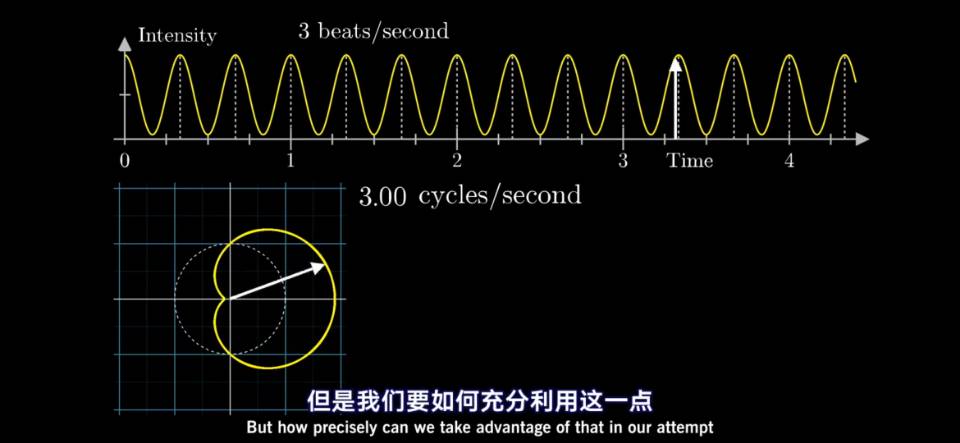 Intensity
3 beats/second
0 1 2 3 Time 4
3.00 cycles/second
但是我们要如何充分利用这一点
But how precisely can we take advantage of that in our attempt